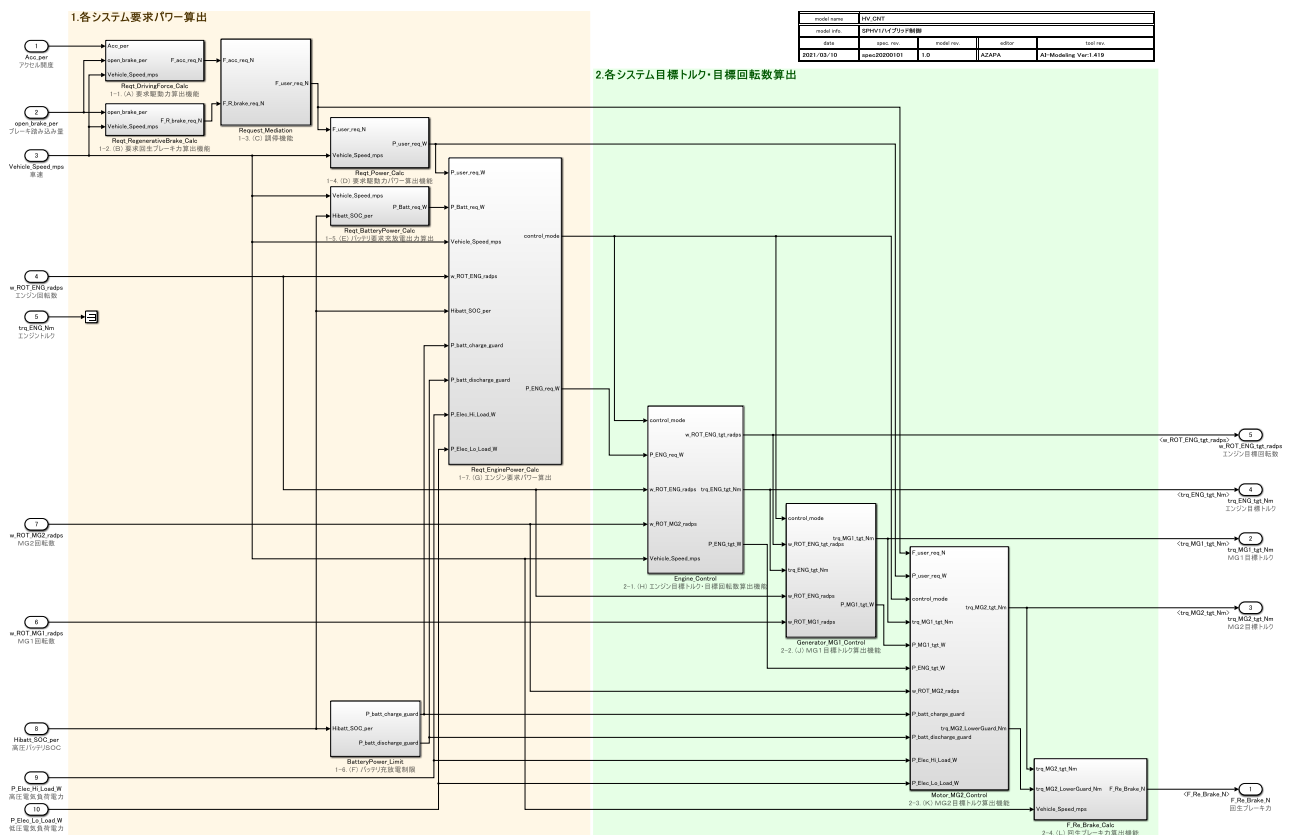 1.各システム要求パワー算出
model name
HV_CNT
model info.
SPHV1ハイブリッド制御
date
spec. rev.
model rev.
editor
tool rev.
2021/03/10
spec20200101
1.0
AZAPA
AI-Modeling Ver:1.419
2.各システム目標トルク・目標回転数算出
1
Acc_per
アクセル開度
2
open_brake_per
ブレーキ踏み込み量
3
Vehicle_Speed_mps
車速
4
w_ROT_ENG_radps
エンジン回転数
5
trq_ENG_Nm
エンジントルク
7
w_ROT_MG2_radps
MG2回転数
6
w_ROT_MG1_radps
MG1回転数
8
Hibatt_SOC_per
高圧バッテリSOC
9
P_Elec_Hi_Load_W
高圧電気負荷電力
10
P_Elec_Lo_Load_W
低圧電気負荷電力
Acc_per
open_brake_per
Vehicle_Speed_mps
F_acc_req_N
Reqt_DrivingForce_Calc
1-1. (A) 要求駆動力算出機能
open_brake_per
Vehicle_Speed_mps
F_R_brake_req_N
Reqt_RegenerativeBrake_Calc
1-2. (B) 要求回生ブレーキ力算出機能
F_acc_req_N
F_R_brake_req_N
F_user_req_N
Request_Mediation
1-3. (C) 調停機能
F_user_req_N
Vehicle_Speed_mps
P_user_req_W
Reqt_Power_Calc
1-4. (D) 要求駆動力パワー算出機能
Vehicle_Speed_mps
Hibatt_SOC_per
P_Batt_req_W
Reqt_BatteryPower_Calc
1-5. (E) バッテリ要求充放電出力算出
P_user_req_W
P_Batt_req_W
Vehicle_Speed_mps
w_ROT_ENG_radps
Hibatt_SOC_per
P_batt_charge_guard
P_batt_discharge_guard
P_Elec_Hi_Load_W
P_Elec_Lo_Load_W
control_mode
P_ENG_req_W
Reqt_EnginePower_Calc
1-7. (G) エンジン要求パワー算出
Hibatt_SOC_per
P_batt_charge_guard
P_batt_discharge_guard
BatteryPower_Limit
1-6. (F) バッテリ充放電制限
control_mode
P_ENG_req_W
w_ROT_ENG_radps
w_ROT_MG2_radps
Vehicle_Speed_mps
w_ROT_ENG_tgt_radps
trq_ENG_tgt_Nm
P_ENG_tgt_W
Engine_Control
2-1. (H) エンジン目標トルク・目標回転数算出機能
control_mode
w_ROT_ENG_tgt_radps
trq_ENG_tgt_Nm
w_ROT_ENG_radps
w_ROT_MG1_radps
trq_MG1_tgt_Nm
P_MG1_tgt_W
Generator_MG1_Control
2-2. (J) MG1目標トルク算出機能
F_user_req_N
P_user_req_W
control_mode
trq_MG1_tgt_Nm
P_MG1_tgt_W
P_ENG_tgt_W
w_ROT_MG2_radps
P_batt_charge_guard
P_batt_discharge_guard
P_Elec_Hi_Load_W
P_Elec_Lo_Load_W
trq_MG2_tgt_Nm
trq_MG2_LowerGuard_Nm
Motor_MG2_Control
2-3. (K) MG2目標トルク算出機能
trq_MG2_tgt_Nm
trq_MG2_LowerGuard_Nm
Vehicle_Speed_mps
F_Re_Brake_N
F_Re_Brake_Calc
2-4. (L) 回生ブレーキ力算出機能
<w_ROT_ENG_tgt_radps>
5
w_ROT_ENG_tgt_radps
エンジン目標回転数
<trq_ENG_tgt_Nm>
4
trq_ENG_tgt_Nm
エンジン目標トルク
<trq_MG1_tgt_Nm>
2
trq_MG1_tgt_Nm
MG1目標トルク
<trq_MG2_tgt_Nm>
3
trq_MG2_tgt_Nm
MG2目標トルク
<F_Re_Brake_N>
1
F_Re_Brake_N
回生ブレーキ力